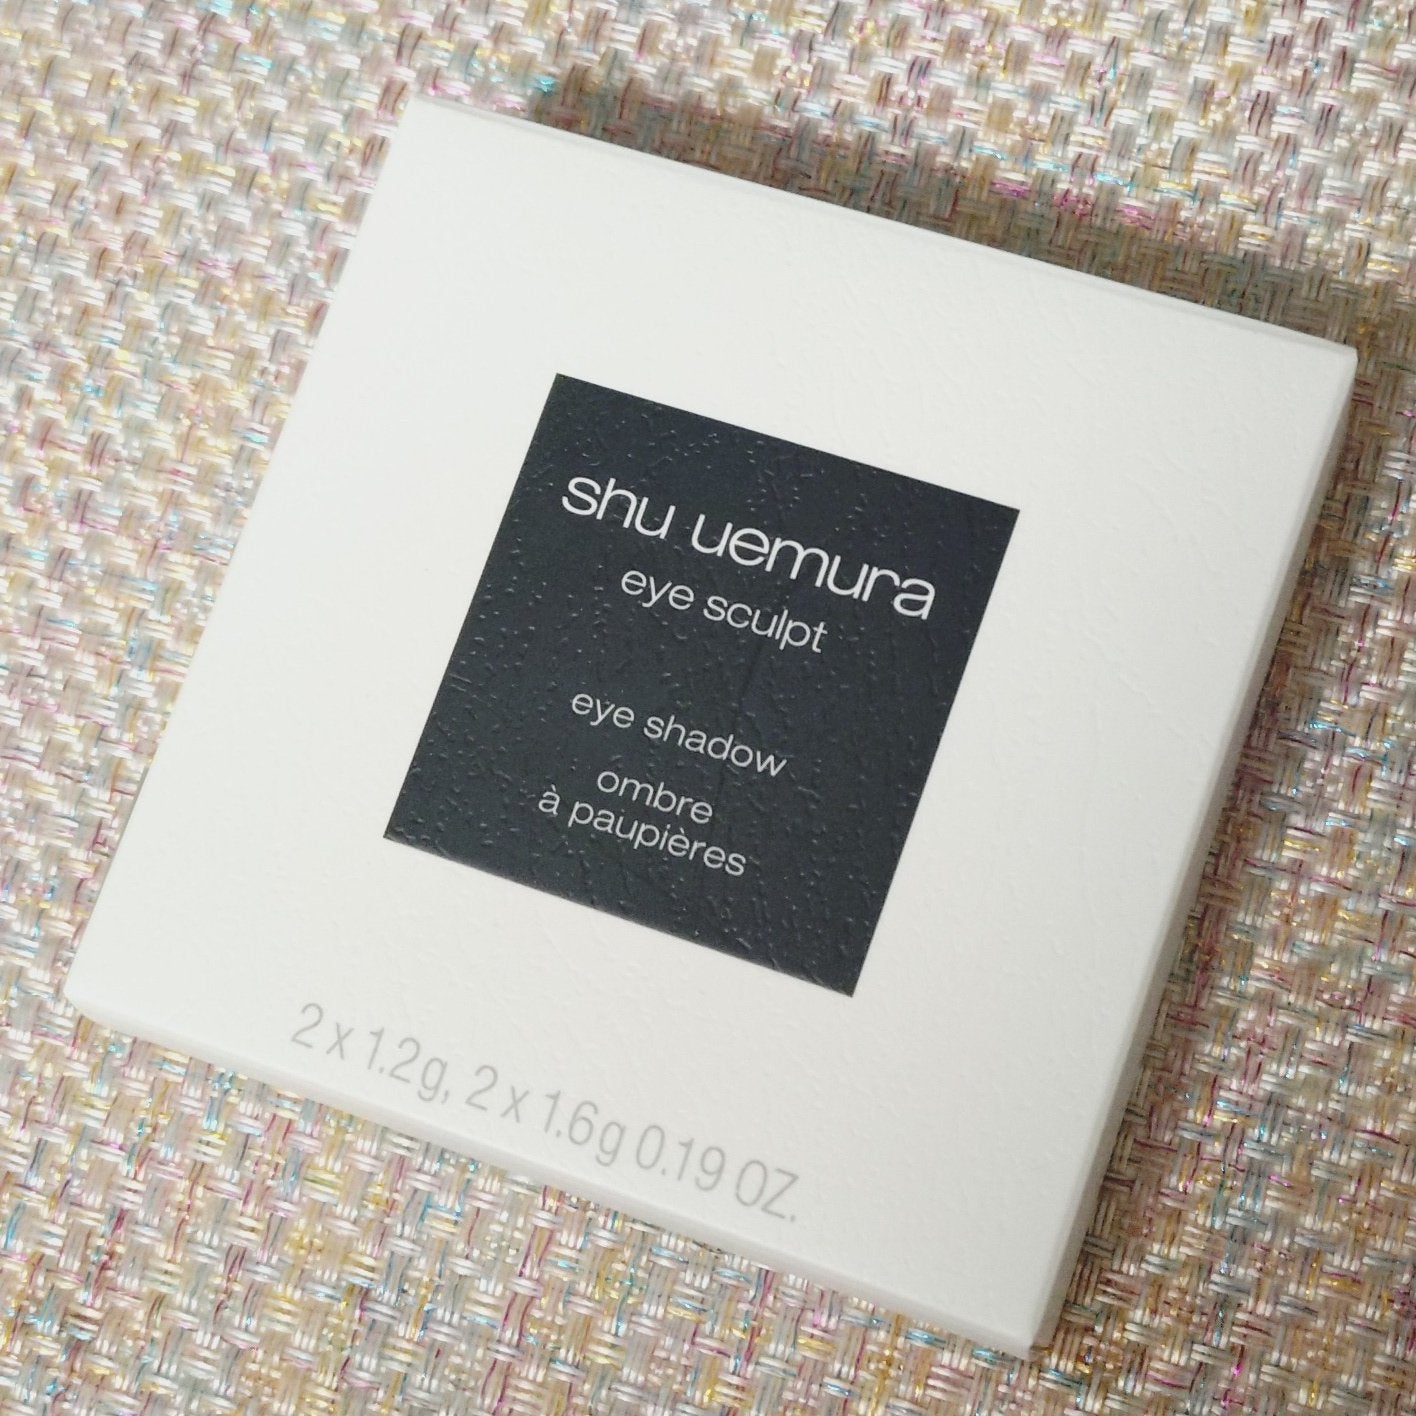 shu uemura
eye sculpt
eye shadow
ombre
à paupières
2 x 1.2g, 2 x 1.6g 0.19 OZ.